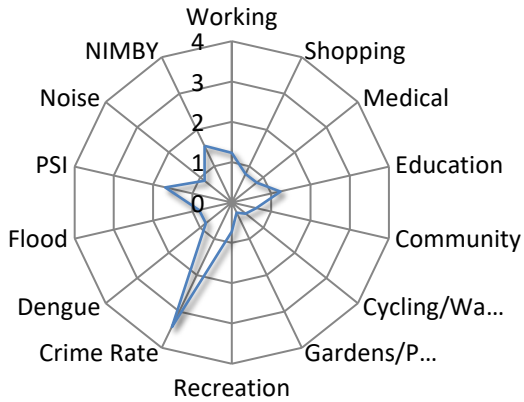 Working
4
NIMBY
Shopping
3
Noise
Medical
2
PSI
1
Education
0
Flood
Community
Dengue
Cycling/Wa...
Crime Rate
Gardens/P...
Recreation